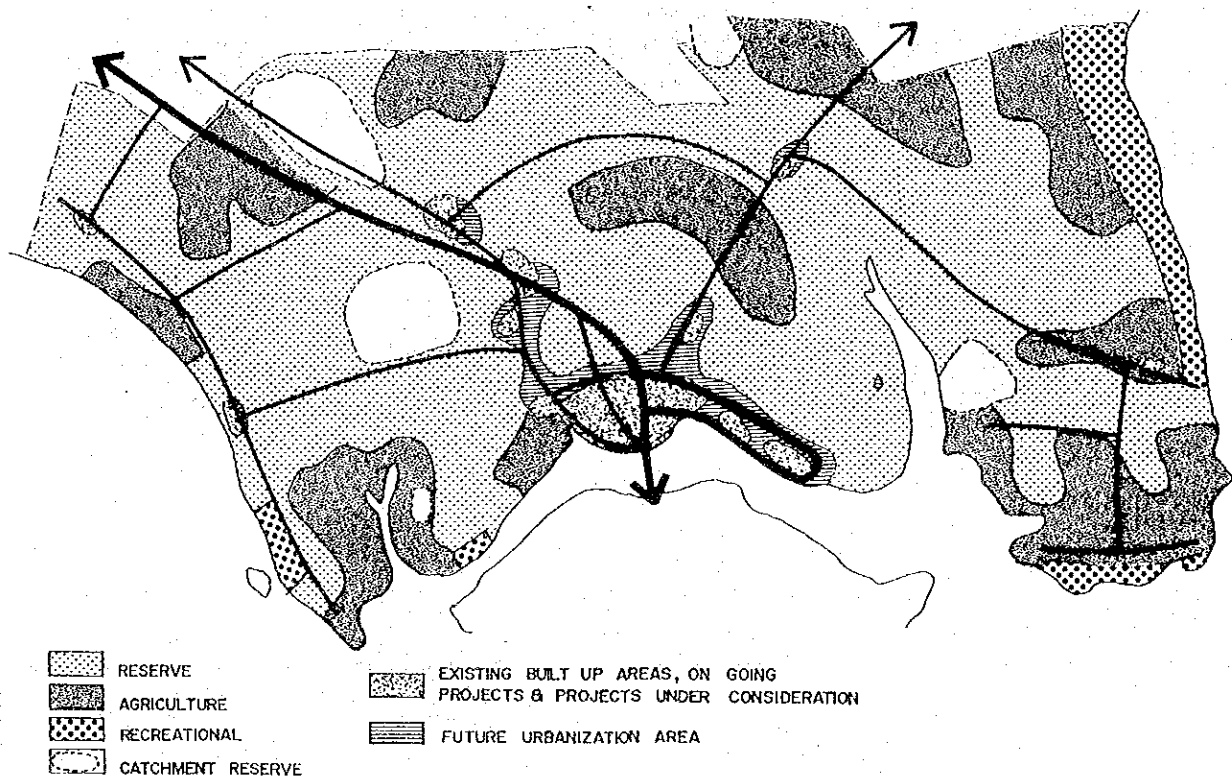 RESERVE
AGRICULTURE
RECREATIONAL
CATCHMENT RESERVE
EXISTING BUILT UP AREAS, ON GOING
PROJECTS & PROJECTS UNDER CONSIDERATION
FUTURE URBANIZATION AREA